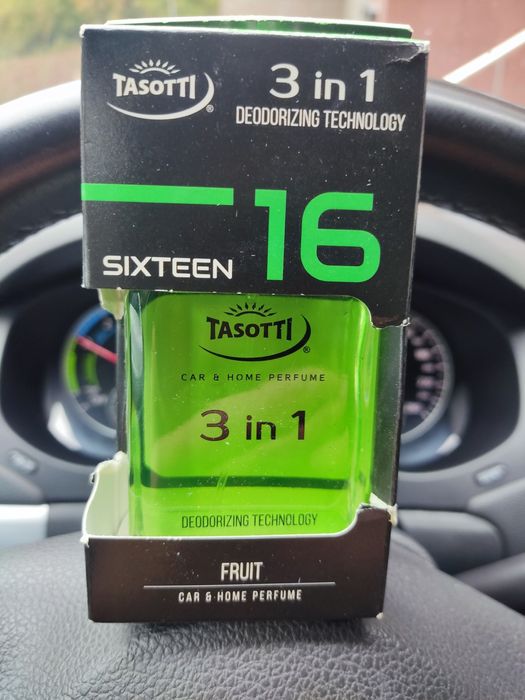 TASOTTI®
3 in 1
DEODORIZING TECHNOLOGY
16
SIXTEEN
TASOTTI®
CAR & HOME PERFUME
3 in 1
DEODORIZING TECHNOLOGY
FRUIT
CAR & HOME PERFUME